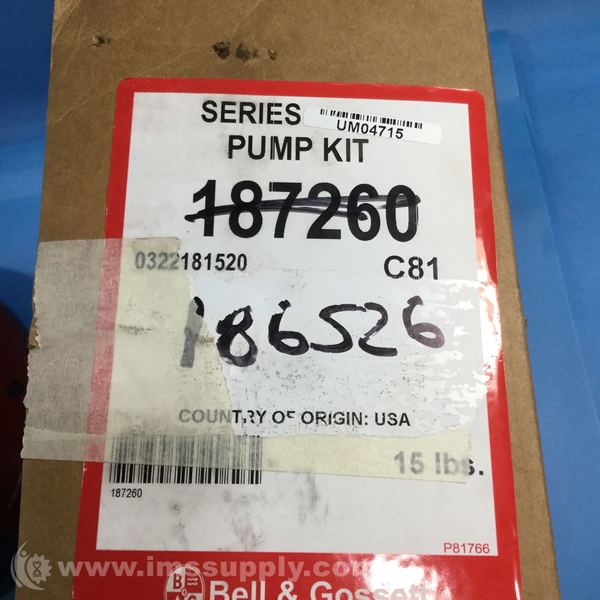 SERIES
UM04715
PUMP KIT
187260
0322181520 C81
186526
COUNTRY OF ORIGIN: USA
15 lbs.
187260
P81766
www.imssupply.com
Bell & Gossett